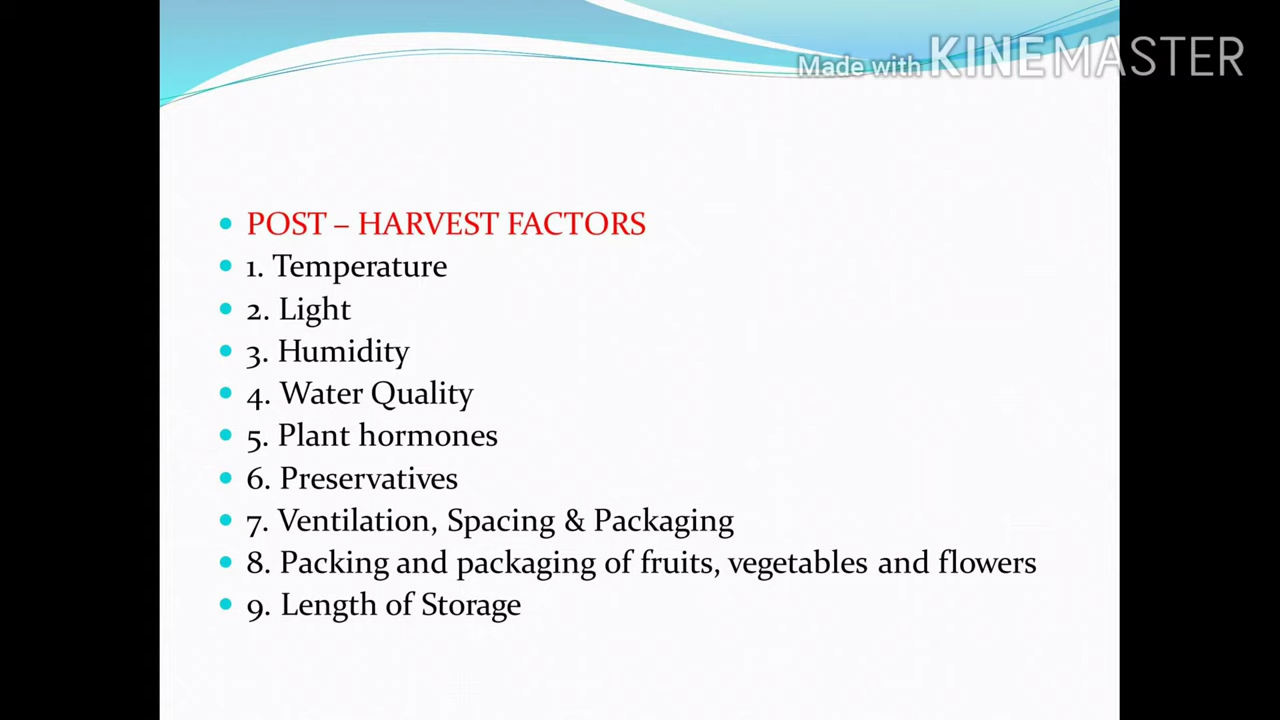 Made with KINEMASTER
• POST – HARVEST FACTORS
• 1. Temperature
• 2. Light
• 3. Humidity
• 4. Water Quality
• 5. Plant hormones
• 6. Preservatives
• 7. Ventilation, Spacing & Packaging
• 8. Packing and packaging of fruits, vegetables and flowers
• 9. Length of Storage